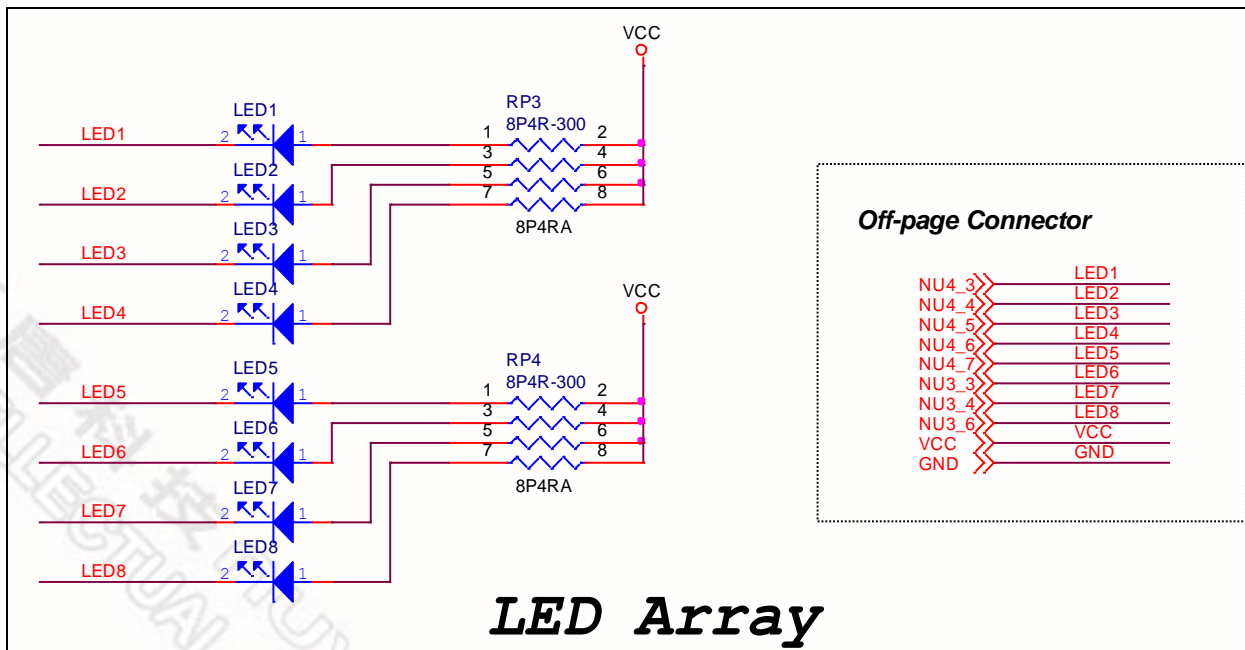 VCC
RP3
8P4R-300
LED1
LED1
2 1
1 2
3 4
5 6
7 8
8P4RA
LED2
LED2
2 1
LED3
LED3
2 1
LED4
LED4
2 1
VCC
RP4
8P4R-300
LED5
LED5
2 1
1 2
3 4
5 6
7 8
8P4RA
LED6
LED6
2 1
LED7
LED7
2 1
LED8
LED8
2 1
Off-page Connector
NU4_3 LED1
NU4_4 LED2
NU4_5 LED3
NU4_6 LED4
NU4_7 LED5
NU3_3 LED6
NU3_4 LED7
NU3_6 LED8
VCC VCC
GND GND
LED Array
科技